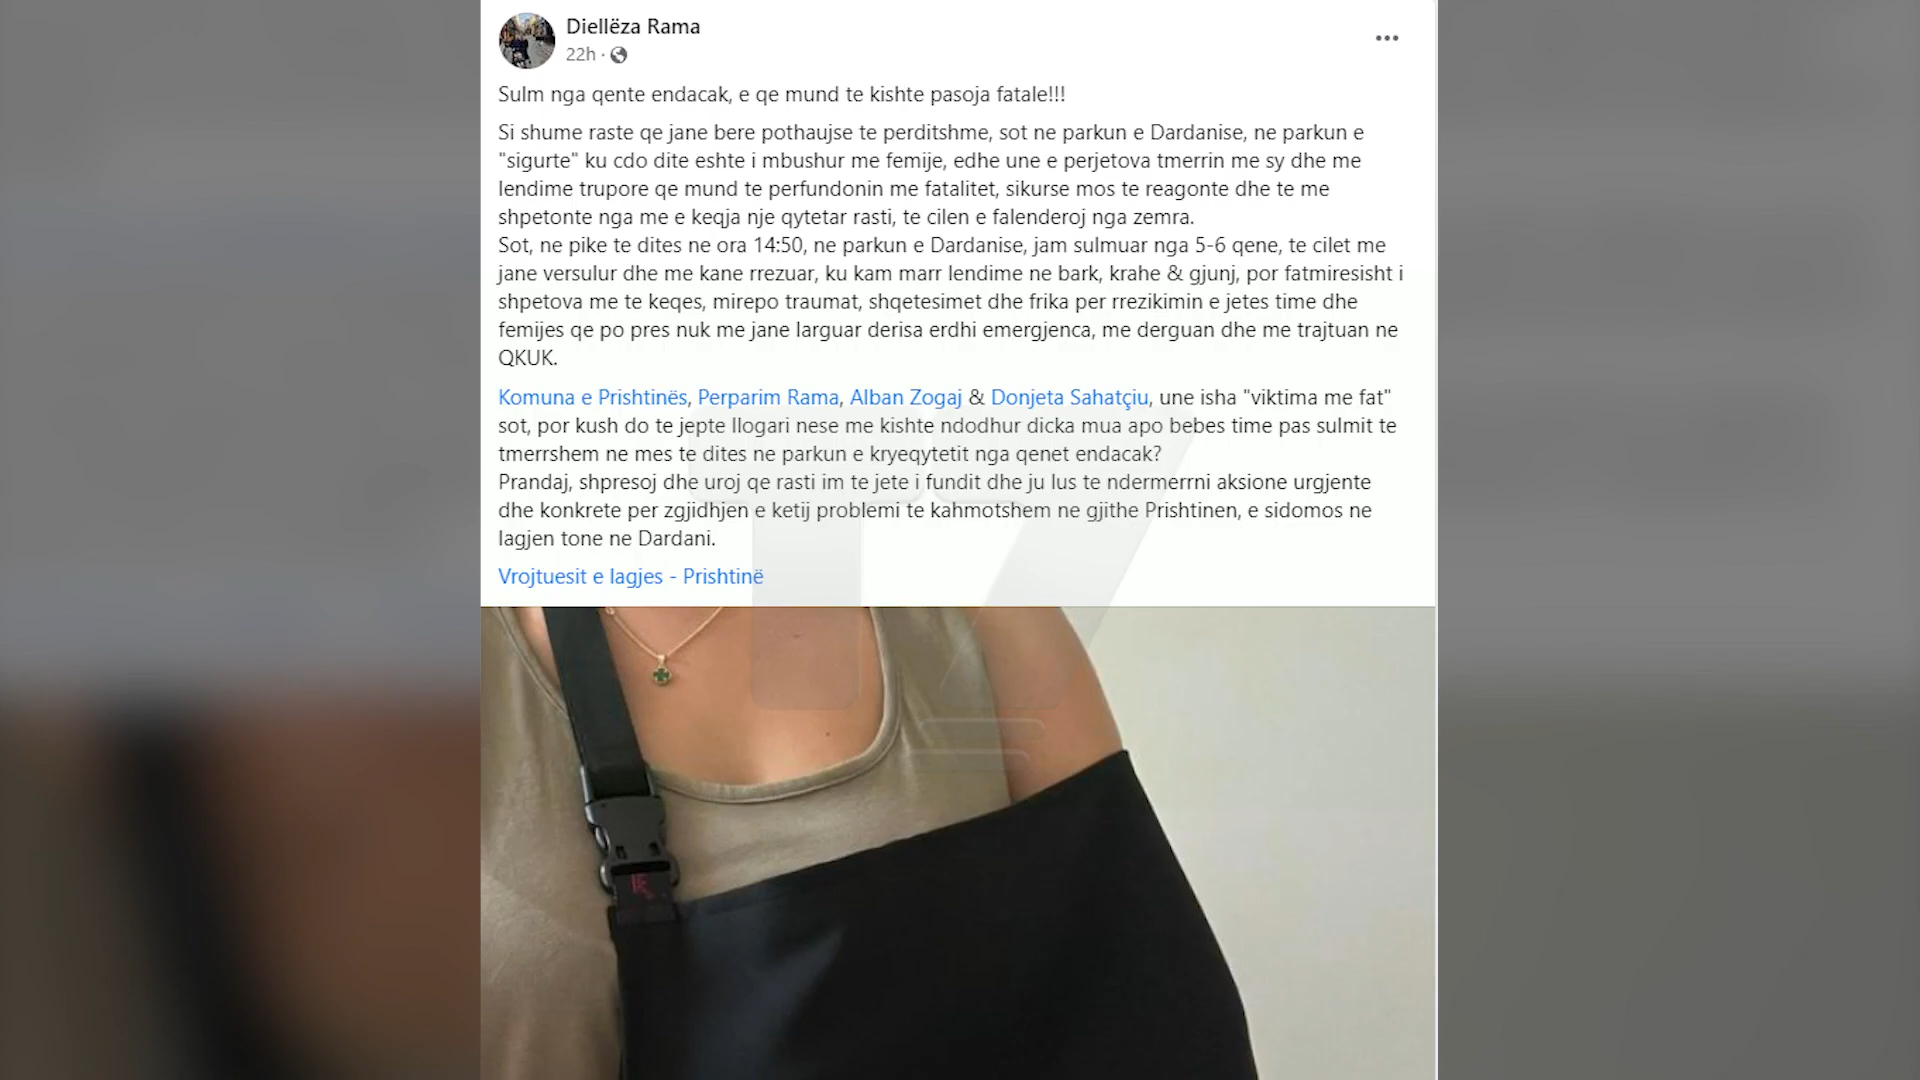 Diellëza Rama
22h
Sulm nga qente endacak, e qe mund te kishte pasoja fatale!!!
Si shume raste qe jane bere pothaujse te perditshme, sot ne parkun e Dardanise, ne parkun e
"sigurte" ku cdo dite eshte i mbushur me femije, edhe une e perjetova tmerrin me sy dhe me
lendime trupore qe mund te perfundonin me fatalitet, sikurse mos te reagonte dhe te me
shpetonte nga me e keqja nje qytetar rasti, te cilen e falenderoj nga zemra.
Sot, ne pike te dites ne ora 14:50, ne parkun e Dardanise, jam sulmuar nga 5-6 qene, te cilet me
jane versulur dhe me kane rrezuar, ku kam marr lendime ne bark, krahe & gjunj, por fatmiresisht i
shpetova me te keqes, mirepo traumat, shqetesimet dhe frika per rrezikimin e jetes time dhe
femijes qe po pres nuk me jane larguar derisa erdhi emergjenca, me derguan dhe me trajtuan ne
QKUK.
Komuna e Prishtinës, Perparim Rama, Alban Zogaj & Donjeta Sahatçiu, une isha "viktima me fat"
sot, por kush do te jepte llogari nese me kishte ndodhur dicka mua apo bebes time pas sulmit te
tmerrshem ne mes te dites ne parkun e kryeqytetit nga qenet endacak?
Prandaj, shpresoj dhe uroj qe rasti im te jete i fundit dhe ju lus te ndermerrni aksione urgjente
dhe konkrete per zgjidhjen e ketij problemi te kahmotshem ne gjithe Prishtinen, e sidomos ne
lagjen tone ne Dardani.
Vrojtuesit e lagjes - Prishtinë
T7